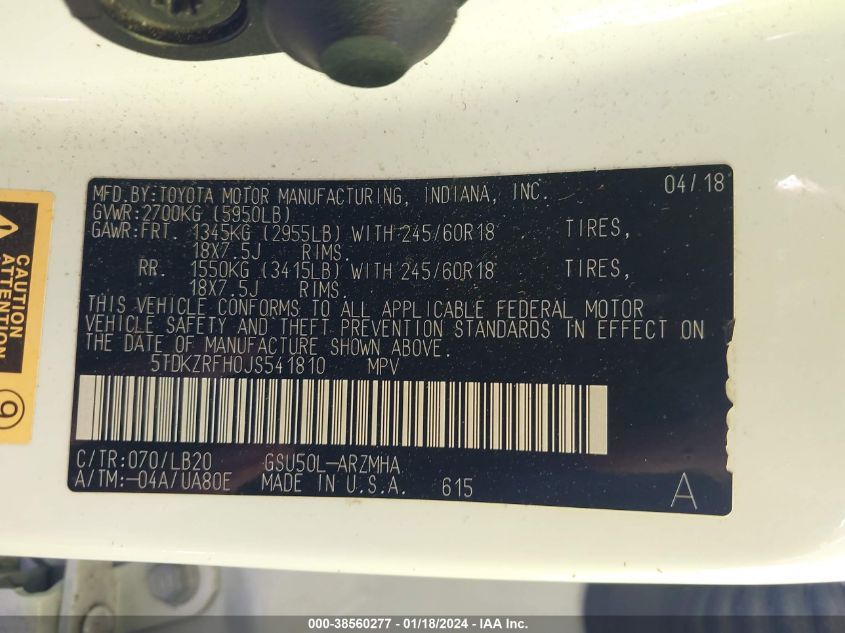 MFD.BY:TOYOTA MOTOR MANUFACTURING, INDIANA, INC. 04/18
GVWR:2700KG (5950LB)
GAWR:FRT. 1345KG (2955LB) WITH 245/60R18 TIRES,
18X7.5J RIMS.
RR. 1550KG (3415LB) WITH 245/60R18 TIRES,
18X7.5J RIMS.
THIS VEHICLE CONFORMS TO ALL APPLICABLE FEDERAL MOTOR
VEHICLE SAFETY AND THEFT PREVENTION STANDARDS IN EFFECT ON
THE DATE OF MANUFACTURE SHOWN ABOVE.
5TDKZRFH0JS541810 MPV
C/TR:070/LB20 GSU50L-ARZMHA
A/TM:-04A/UA80E MADE IN U.S.A. 615 A
CAUTION
ATTENTION
9
000-38560277 - 01/18/2024 - IAA Inc.